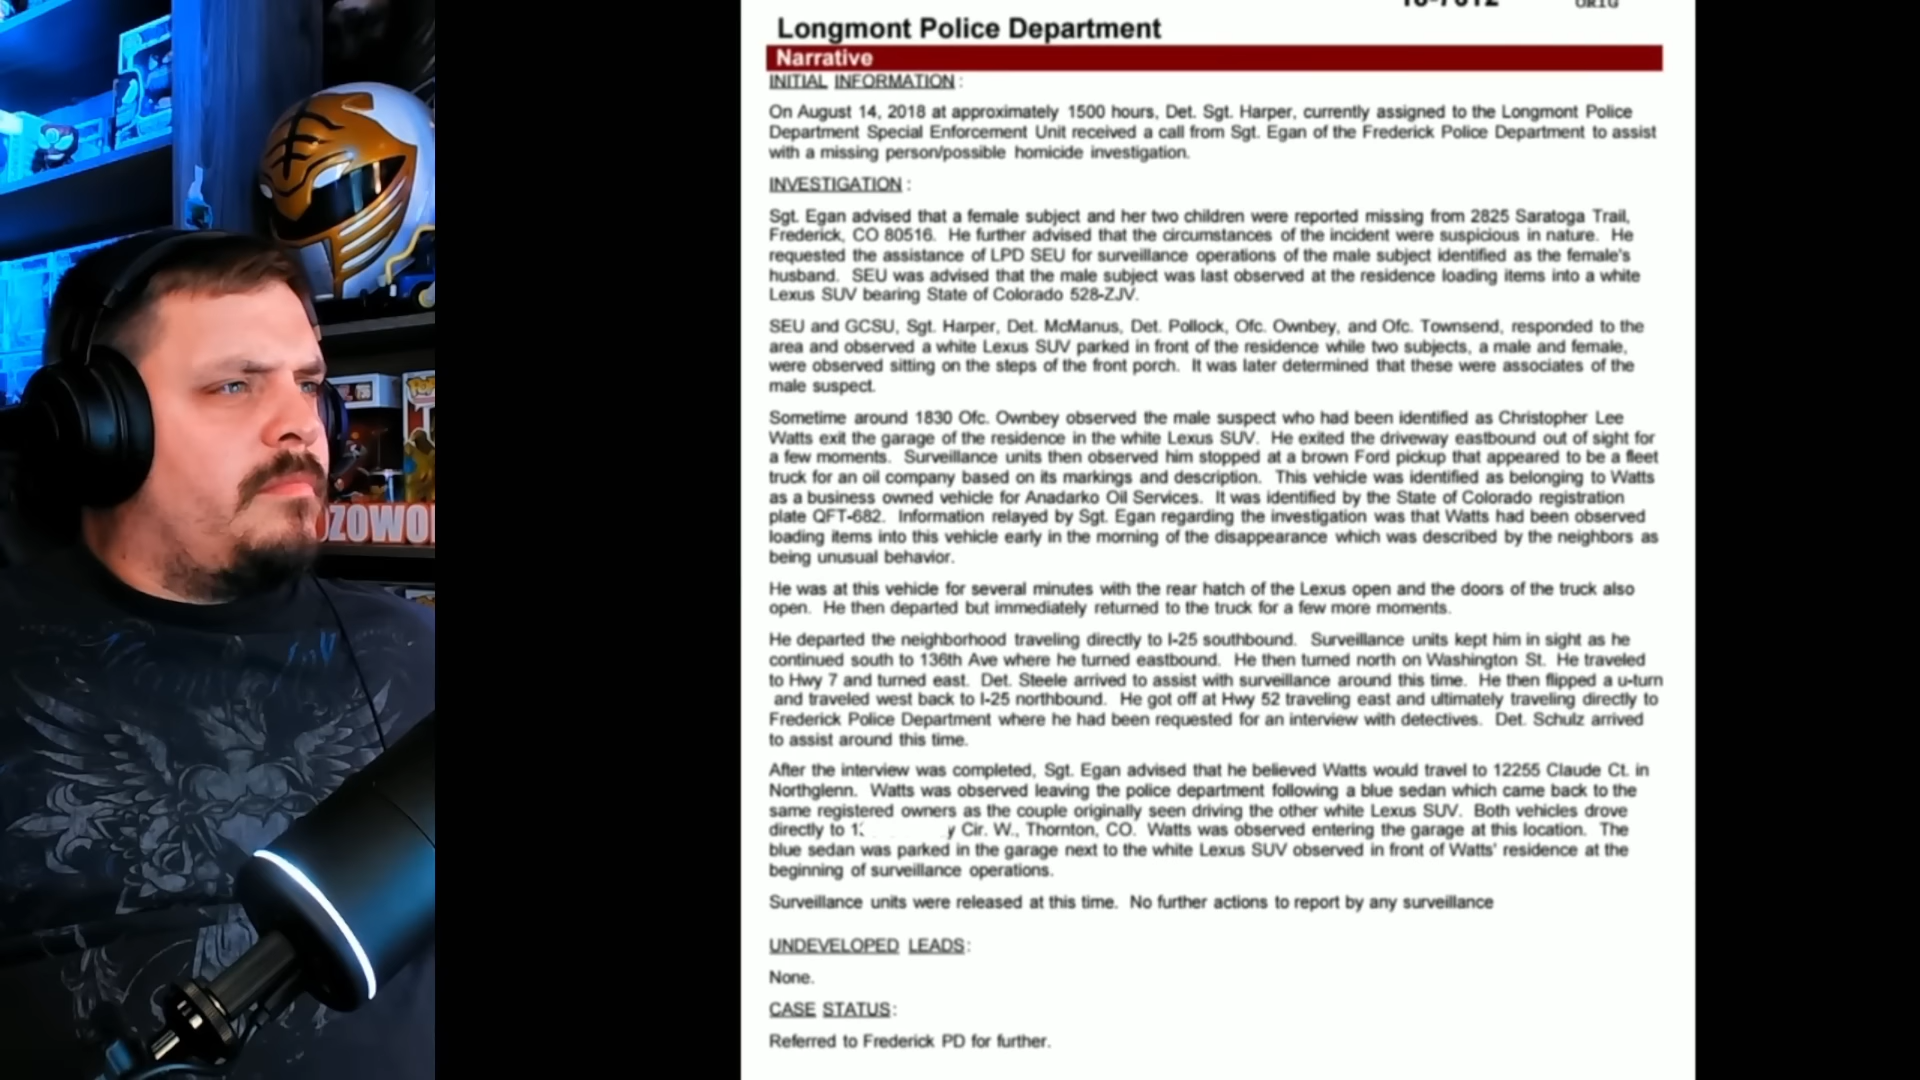 ORIG
Longmont Police Department
Narrative
INITIAL INFORMATION:
On August 14, 2018 at approximately 1500 hours, Det. Sgt. Harper, currently assigned to the Longmont Police
Department Special Enforcement Unit received a call from Sgt. Egan of the Frederick Police Department to assist
with a missing person/possible homicide investigation.
INVESTIGATION:
Sgt. Egan advised that a female subject and her two children were reported missing from 2825 Saratoga Trail,
Frederick, CO 80516. He further advised that the circumstances of the incident were suspicious in nature. He
requested the assistance of LPD SEU for surveillance operations of the male subject identified as the female's
husband. SEU was advised that the male subject was last observed at the residence loading items into a white
Lexus SUV bearing State of Colorado 528-ZJV.
SEU and GCSU, Sgt. Harper, Det. McManus, Det. Pollock, Ofc. Ownbey, and Ofc. Townsend, responded to the
area and observed a white Lexus SUV parked in front of the residence while two subjects, a male and female,
were observed sitting on the steps of the front porch. It was later determined that these were associates of the
male suspect.
Sometime around 1830 Ofc. Ownbey observed the male suspect who had been identified as Christopher Lee
Watts exit the garage of the residence in the white Lexus SUV. He exited the driveway eastbound out of sight for
a few moments. Surveillance units then observed him stopped at a brown Ford pickup that appeared to be a fleet
truck for an oil company based on its markings and description. This vehicle was identified as belonging to Watts
as a business owned vehicle for Anadarko Oil Services. It was identified by the State of Colorado registration
plate QFT-682. Information relayed by Sgt. Egan regarding the investigation was that Watts had been observed
loading items into this vehicle early in the morning of the disappearance which was described by the neighbors as
being unusual behavior.
He was at this vehicle for several minutes with the rear hatch of the Lexus open and the doors of the truck also
open. He then departed but immediately returned to the truck for a few more moments.
He departed the neighborhood traveling directly to I-25 southbound. Surveillance units kept him in sight as he
continued south to 136th Ave where he turned eastbound. He then turned north on Washington St. He traveled
to Hwy 7 and turned east. Det. Steele arrived to assist with surveillance around this time. He then flipped a u-turn
and traveled west back to I-25 northbound. He got off at Hwy 52 traveling east and ultimately traveling directly to
Frederick Police Department where he had been requested for an interview with detectives. Det. Schulz arrived
to assist around this time.
After the interview was completed, Sgt. Egan advised that he believed Watts would travel to 12255 Claude Ct. in
Northglenn. Watts was observed leaving the police department following a blue sedan which came back to the
same registered owners as the couple originally seen driving the other white Lexus SUV. Both vehicles drove
directly to y Cir. W., Thornton, CO. Watts was observed entering the garage at this location. The
blue sedan was parked in the garage next to the white Lexus SUV observed in front of Watts' residence at the
beginning of surveillance operations.
Surveillance units were released at this time. No further actions to report by any surveillance
UNDEVELOPED LEADS:
None.
CASE STATUS:
Referred to Frederick PD for further.
ZOWO